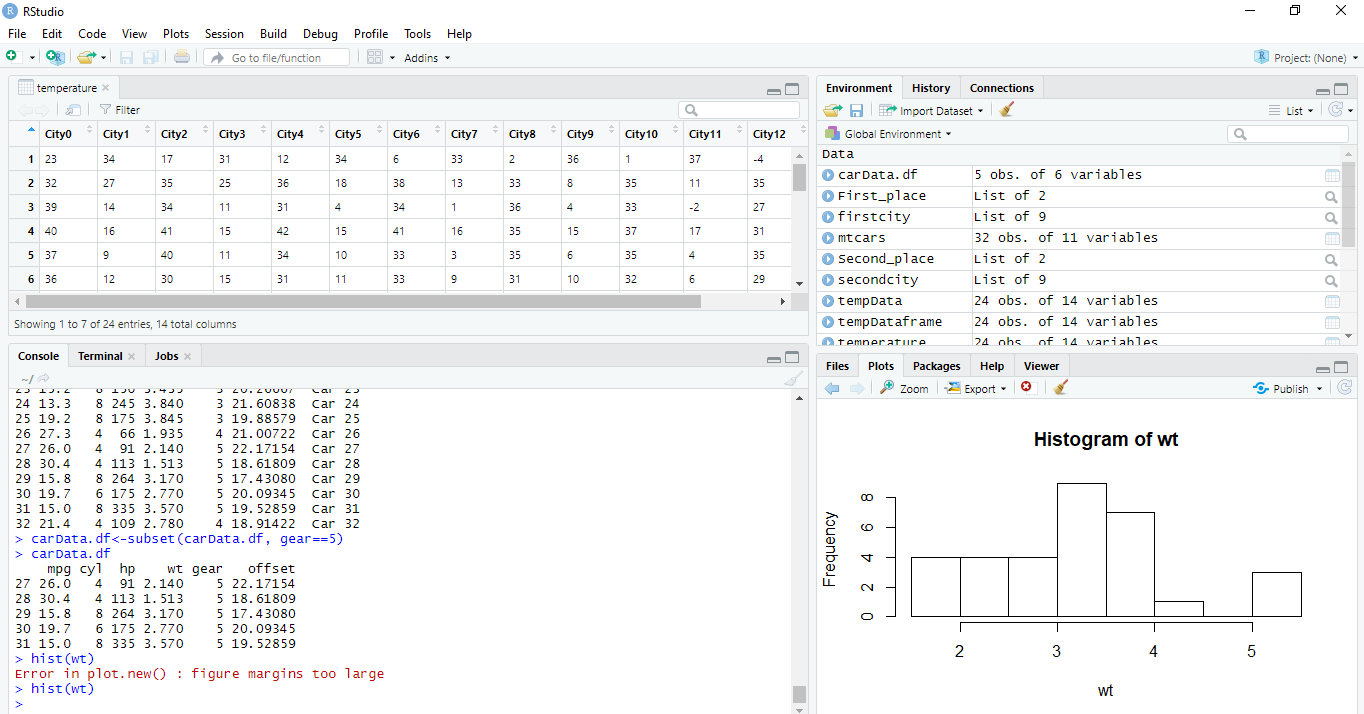 RStudio
File Edit Code View Plots Session Build Debug Profile Tools Help
Go to file/function Addins Project: (None)
temperature
Filter
City0 City1 City2 City3 City4 City5 City6 City7 City8 City9 City10 City11 City12
1 23 34 17 31 12 34 6 33 2 36 1 37 -4
2 32 27 35 25 36 18 38 13 33 8 35 11 35
3 39 14 34 11 31 4 34 1 36 4 33 -2 27
4 40 16 41 15 42 15 41 16 35 15 37 17 31
5 37 9 40 11 34 10 33 3 35 6 35 4 35
6 36 12 30 15 31 11 33 9 31 10 32 6 29
Showing 1 to 7 of 24 entries, 14 total columns
Console Terminal Jobs
~/
24 13.3 8 245 3.840 3 21.60838 Car 24
25 19.2 8 175 3.845 3 19.88579 Car 25
26 27.3 4 66 1.935 4 21.00722 Car 26
27 26.0 4 91 2.140 5 22.17154 Car 27
28 30.4 4 113 1.513 5 18.61809 Car 28
29 15.8 8 264 3.170 5 17.43080 Car 29
30 19.7 6 175 2.770 5 20.09345 Car 30
31 15.0 8 335 3.570 5 19.52859 Car 31
32 21.4 4 109 2.780 4 18.91422 Car 32
> carData.df<-subset(carData.df, gear==5)
> carData.df
mpg cyl hp wt gear offset
27 26.0 4 91 2.140 5 22.17154
28 30.4 4 113 1.513 5 18.61809
29 15.8 8 264 3.170 5 17.43080
30 19.7 6 175 2.770 5 20.09345
31 15.0 8 335 3.570 5 19.52859
> hist(wt)
Error in plot.new() : figure margins too large
> hist(wt)
>
Environment History Connections
Import Dataset List
Global Environment
Data
carData.df 5 obs. of 6 variables
First_place List of 2
firstcity List of 9
mtcars 32 obs. of 11 variables
Second_place List of 2
secondcity List of 9
tempData 24 obs. of 14 variables
tempDataframe 24 obs. of 14 variables
temperature 24 obs. of 14 variables
Files Plots Packages Help Viewer
Zoom Export Publish
Histogram of wt
Frequency
8
6
4
2
0
2 3 4 5
wt